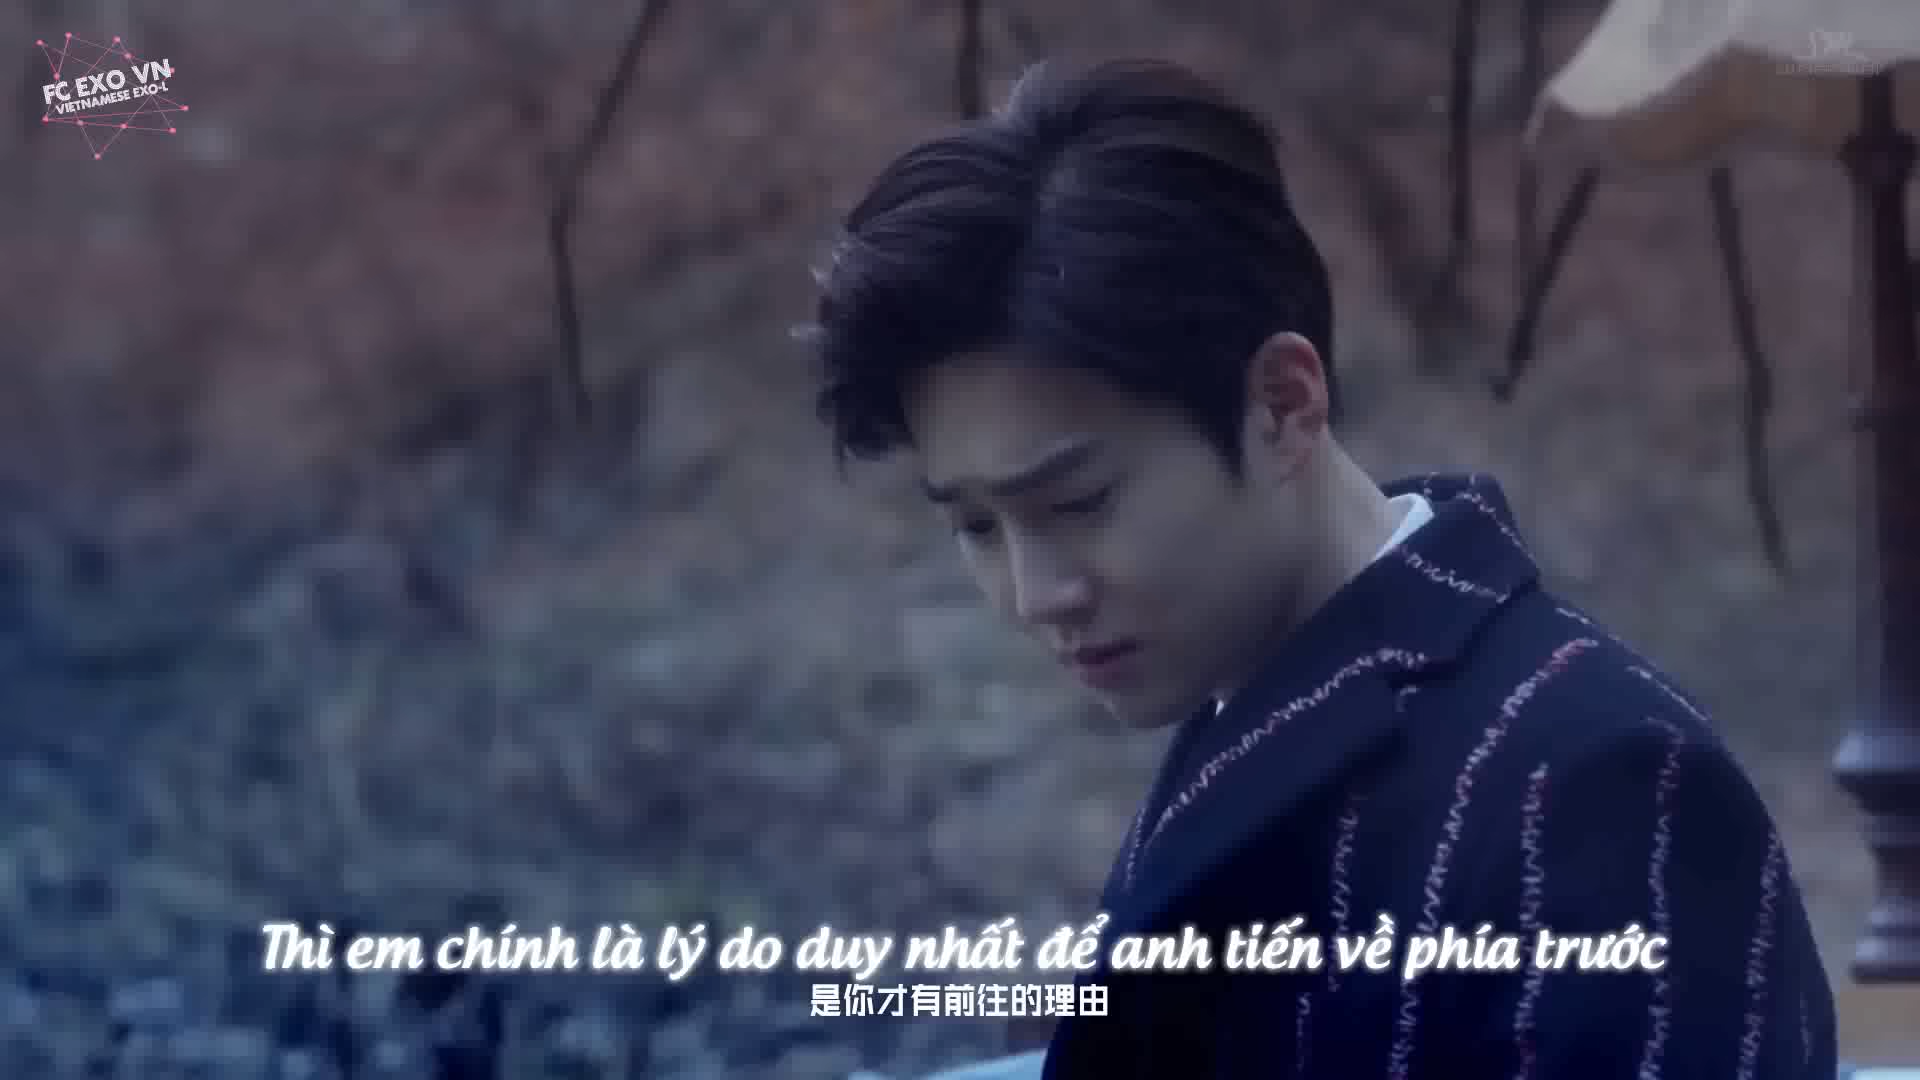 FC EXO VN
VIETNAMESE EXO-L
Thì em chính là lý do duy nhất để anh tiến về phía trước
是你才有前往的理由